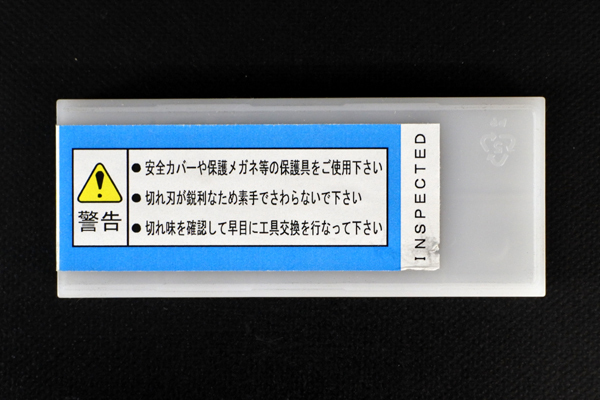 警告
●安全カバーや保護メガネ等の保護具をご使用下さい
●切れ刃が鋭利なため素手でさわらないで下さい
●切れ味を確認して早目に工具交換を行なって下さい
INSPECTED